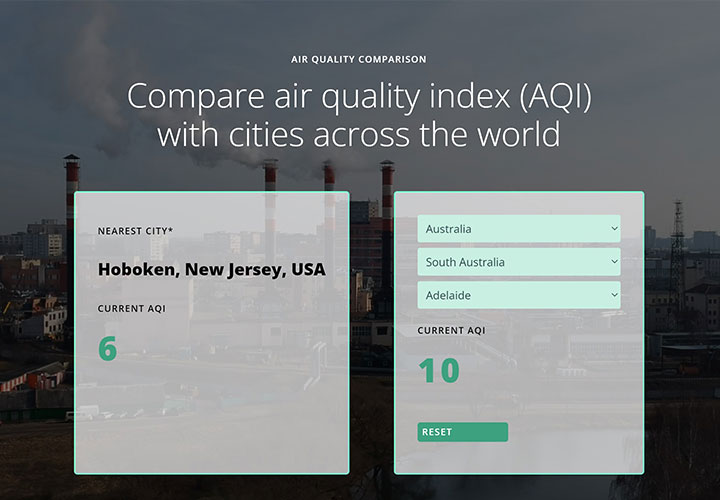 AIR QUALITY COMPARISON
Compare air quality index (AQI)
with cities across the world
NEAREST CITY*
Hoboken, New Jersey, USA
CURRENT AQI
6
Australia
South Australia
Adelaide
CURRENT AQI
10
RESET